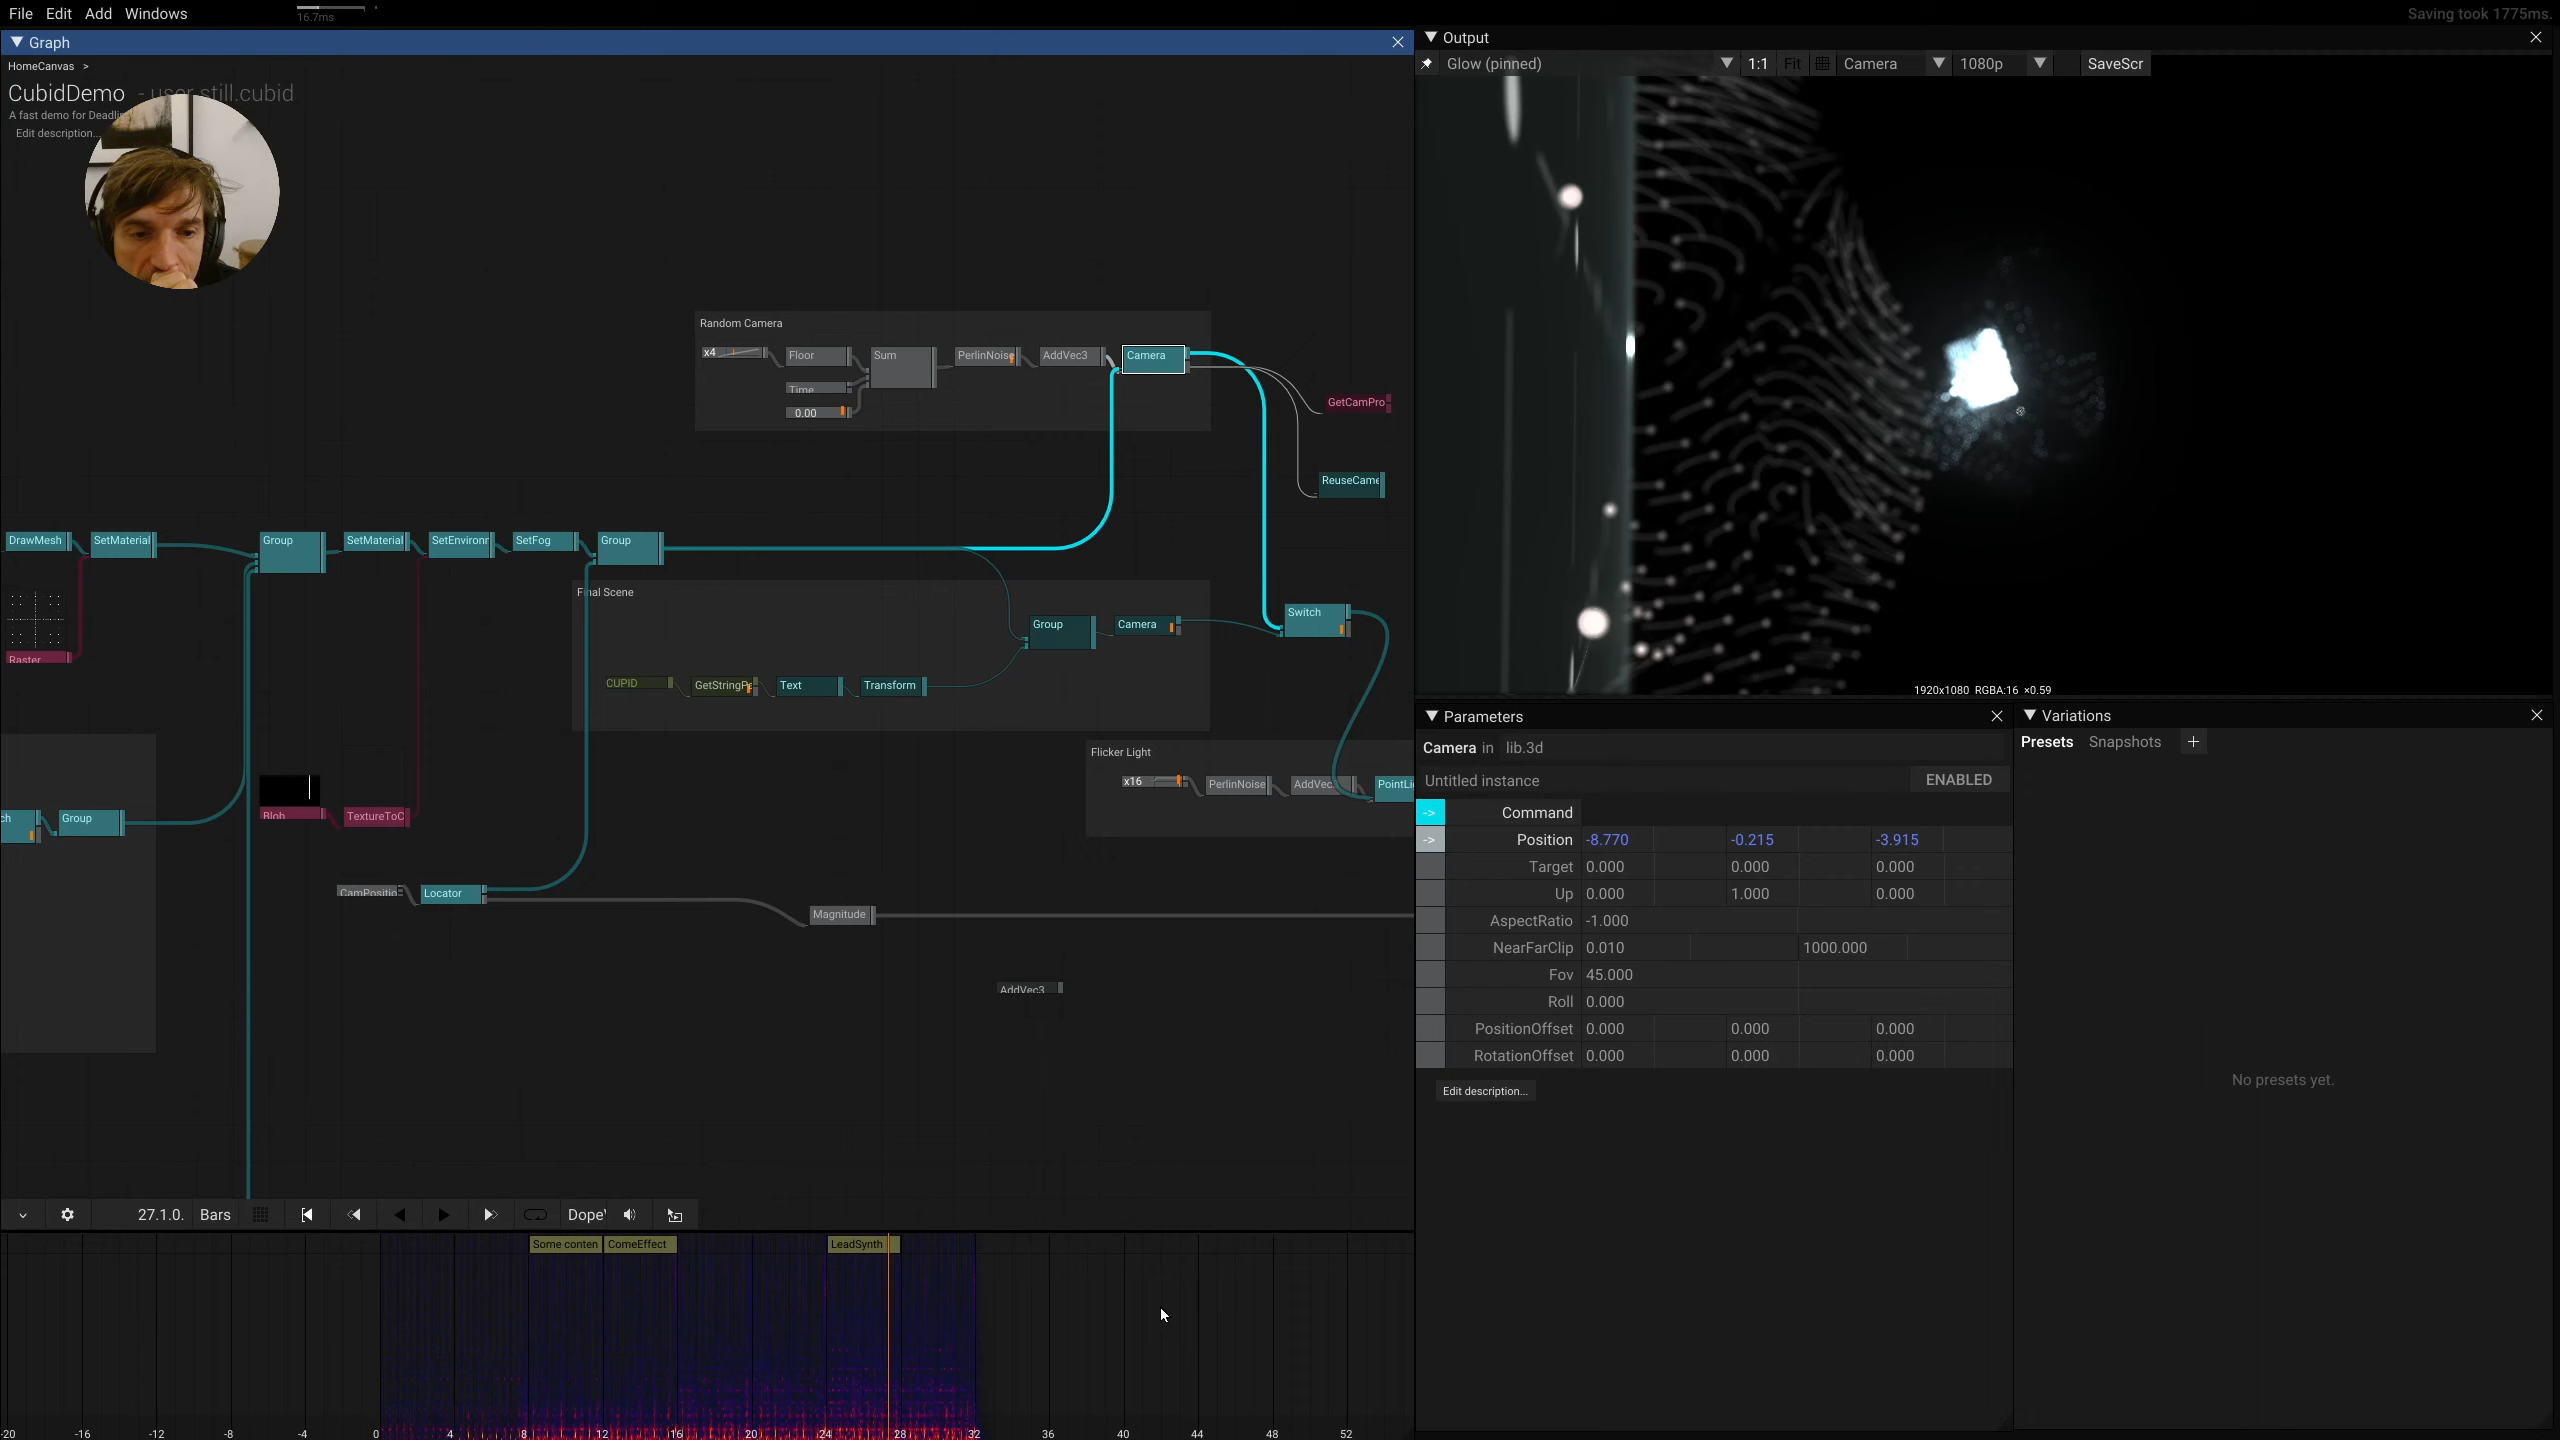 File Edit Add Windows
16.7ms
Saving took 1775ms.
Graph
HomeCanvas >
CubidDemo - user.still.cubid
A fast demo for Deadli
Edit description...
Random Camera
x4
Floor
Sum
PerlinNoise
AddVec3
Camera
Time
0.00
GetCamPro
ReuseCame
DrawMesh
SetMaterial
Group
SetMaterial
SetEnvironr
SetFog
Group
Final Scene
Raster
Group
Camera
Switch
CUPID
GetStringP
Text
Transform
Flicker Light
x16
PerlinNoise
AddVec
PointLi
ch
Group
Blob
TextureToC
CamPositio
Locator
Magnitude
AddVec3
27.1.0. Bars
Dope'
Some conten
ComeEffect
LeadSynth
-20 -16 -12 -8 -4 0 4 8 12 16 20 24 28 32 36 40 44 48 52
Output
Glow (pinned) 1:1 Fit Camera 1080p SaveScr
1920x1080 RGBA:16 ×0.59
Parameters
Camera in lib.3d
Untitled instance ENABLED
-> Command
-> Position -8.770 -0.215 -3.915
Target 0.000 0.000 0.000
Up 0.000 1.000 0.000
AspectRatio -1.000
NearFarClip 0.010 1000.000
Fov 45.000
Roll 0.000
PositionOffset 0.000 0.000 0.000
RotationOffset 0.000 0.000 0.000
Edit description...
Variations
Presets Snapshots +
No presets yet.